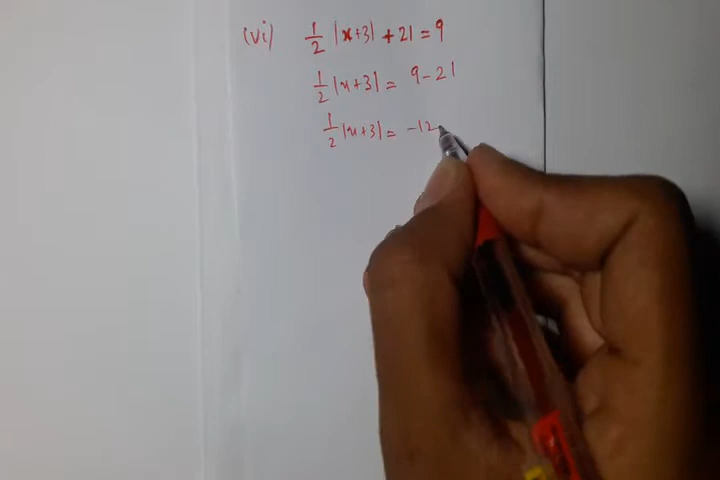 (vi) 1/2 |x+3| + 21 = 9
1/2 |x+3| = 9 - 21
1/2 |x+3| = -12